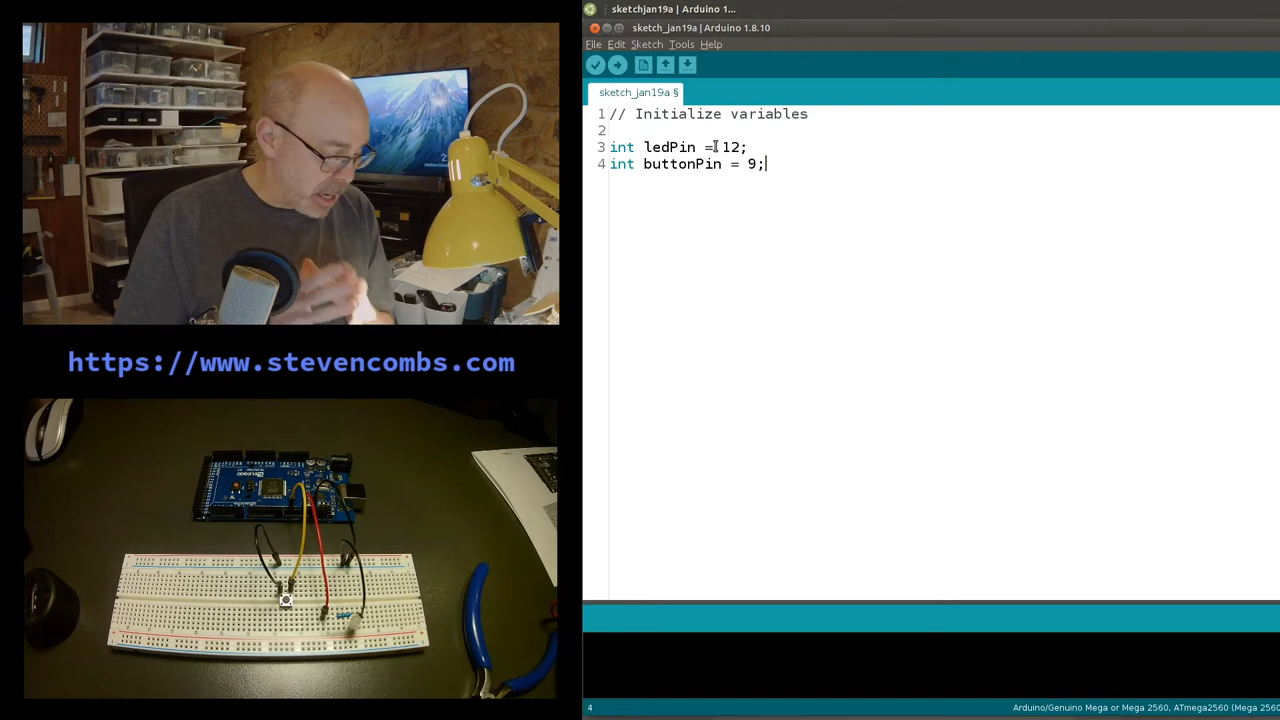 sketchjan19a | Arduino 1...
sketch_jan19a | Arduino 1.8.10
File Edit Sketch Tools Help
sketch_jan19a §
1 // Initialize variables
2
3 int ledPin = 12;
4 int buttonPin = 9;
https://www.stevencombs.com
ELEGOO
4
Arduino/Genuino Mega or Mega 2560, ATmega2560 (Mega 2560